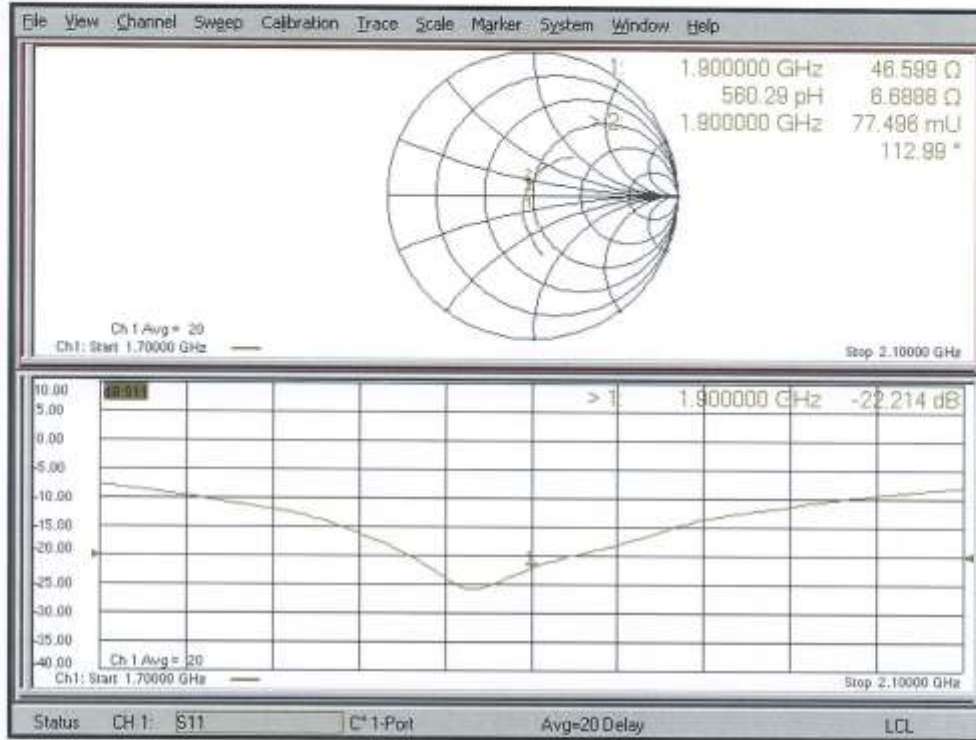 File View Channel Sweep Calibration Trace Scale Marker System Window Help
1: 1.900000 GHz 46.599 Ω
560.29 pH 6.6888 Ω
> 2: 1.900000 GHz 77.496 mU
112.99 °
Ch 1 Avg = 20
Ch1: Start 1.70000 GHz
Stop 2.10000 GHz
10.00
dB S11
> 1: 1.900000 GHz -22.214 dB
5.00
0.00
-5.00
-10.00
-15.00
-20.00
1
-25.00
-30.00
-35.00
-40.00
Ch 1 Avg = 20
Ch1: Start 1.70000 GHz
Stop 2.10000 GHz
Status CH 1: S11 C* 1-Port Avg=20 Delay LCL